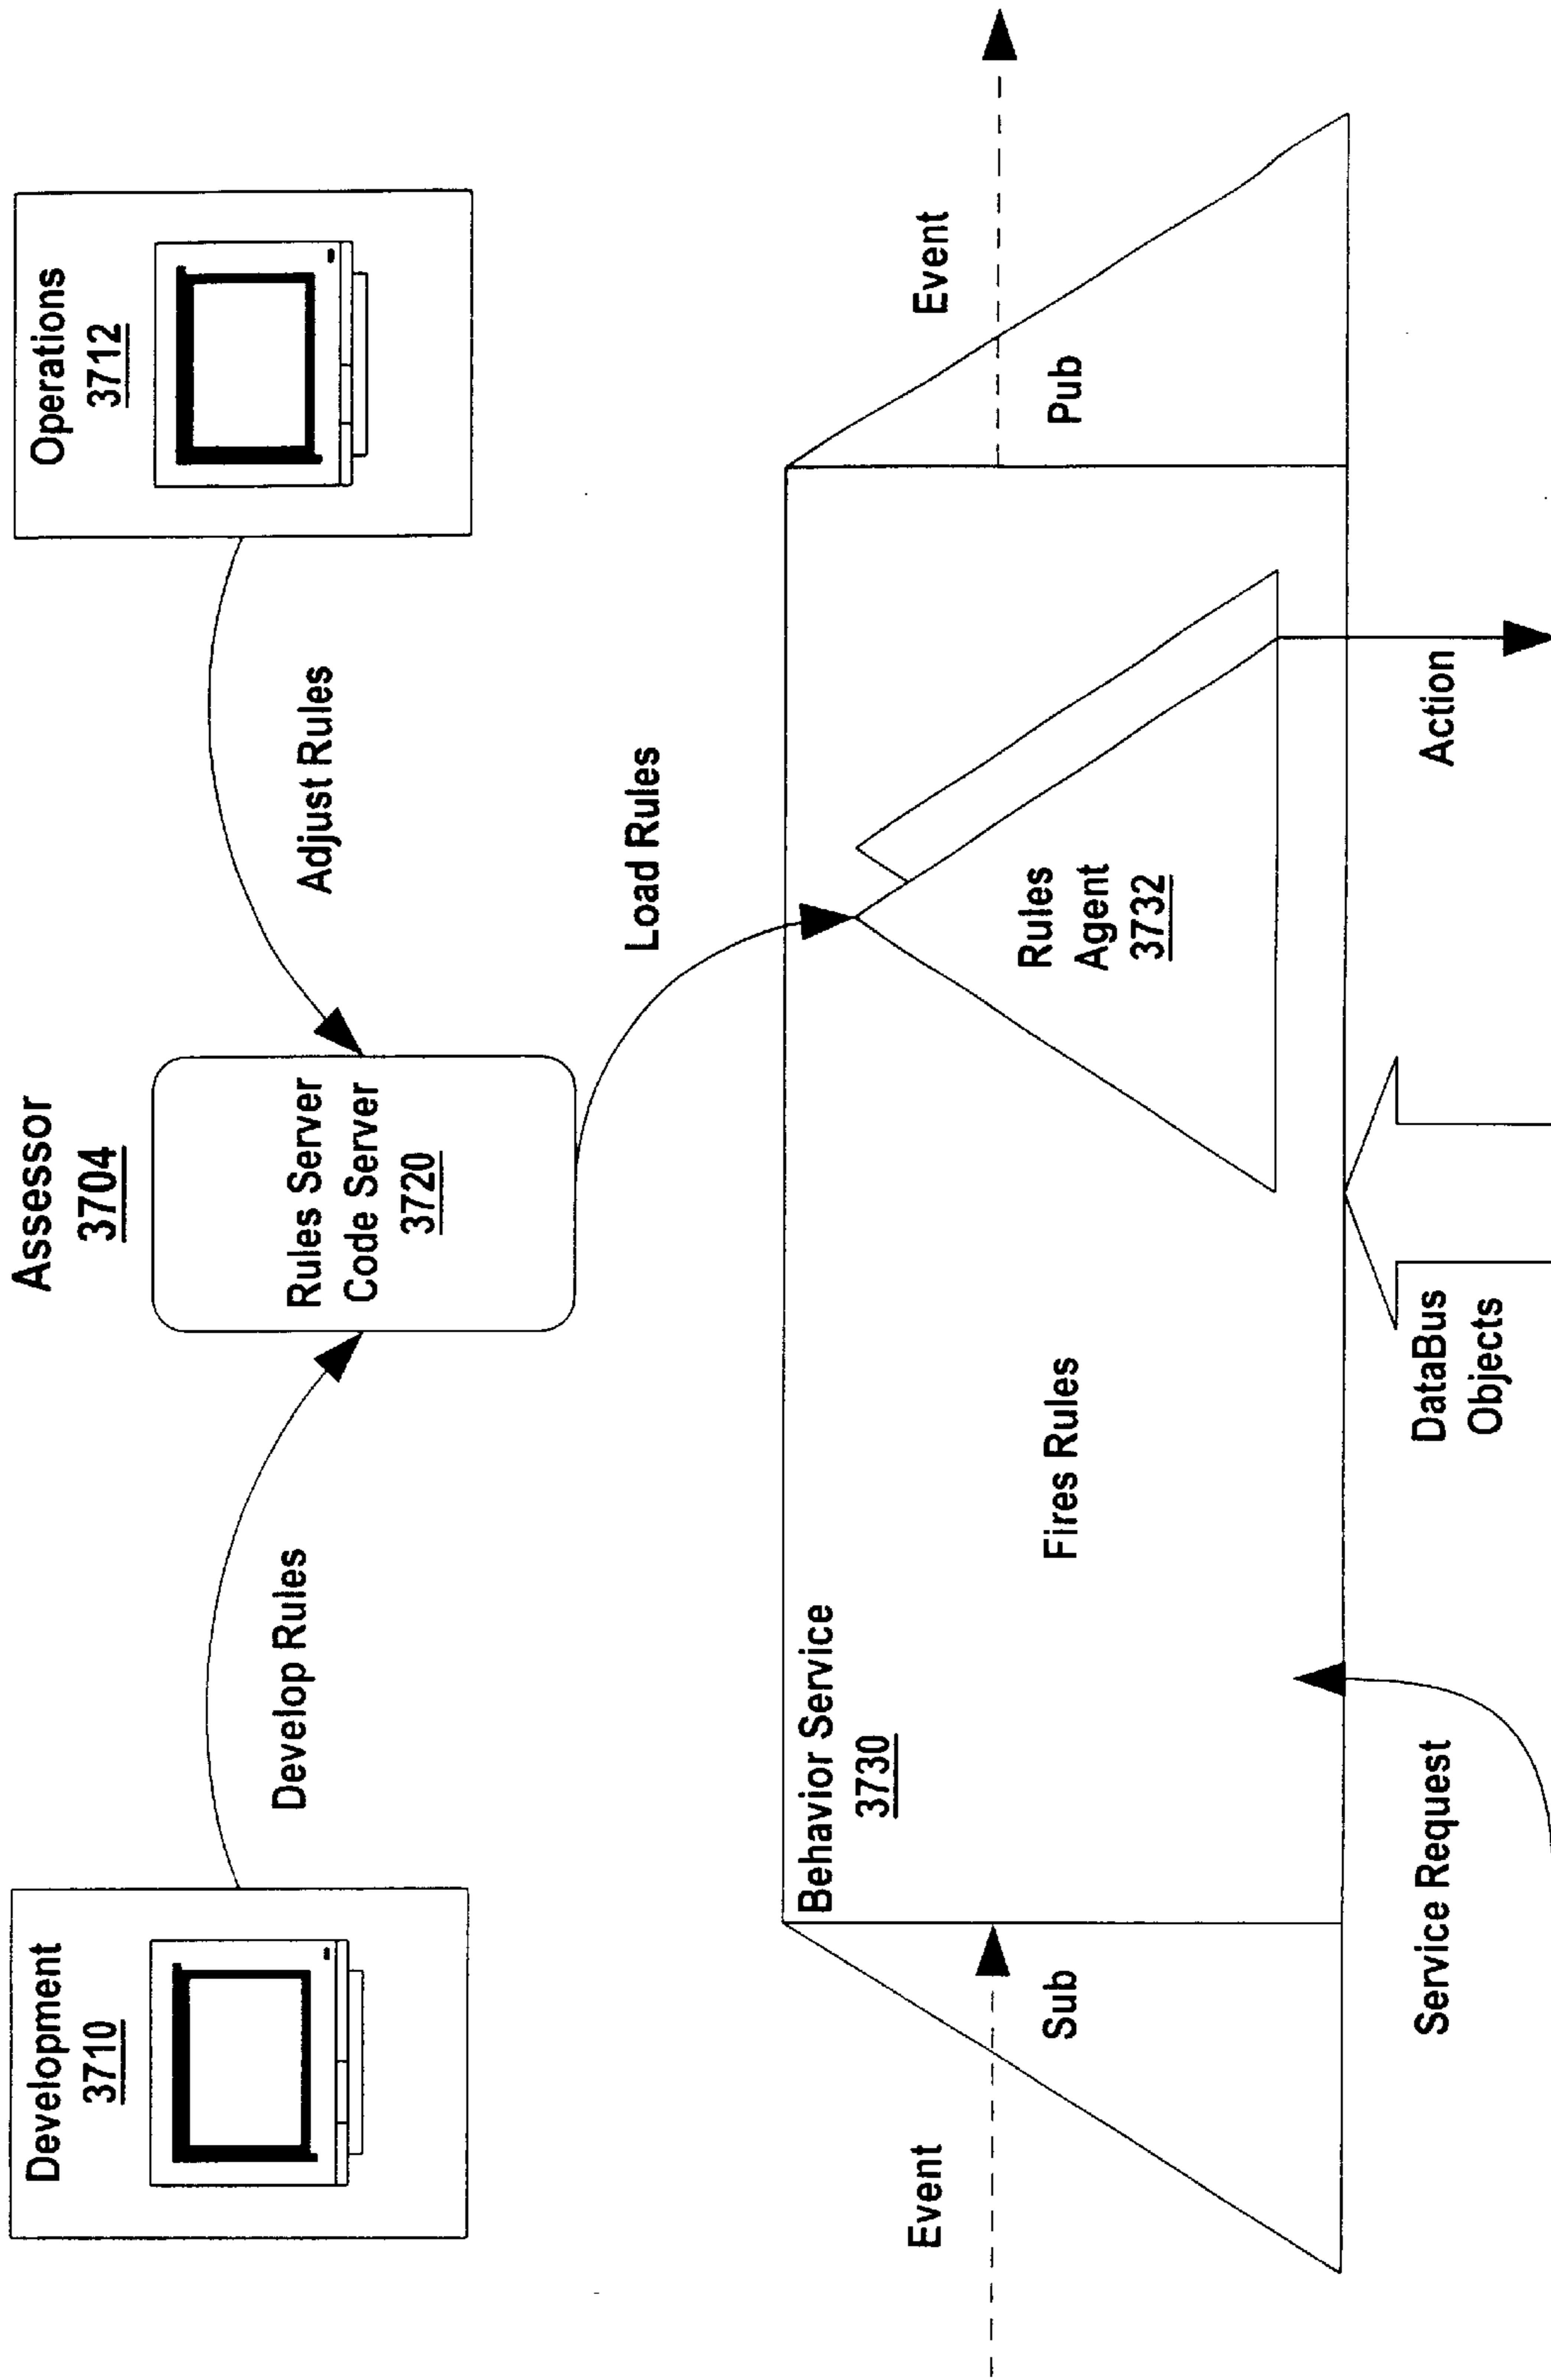 Assessor
3704
Development
3710
Operations
3712
Develop Rules
Rules Server
Code Server
3720
Adjust Rules
Load Rules
Behavior Service
3730
Event
Sub
Fires Rules
Rules
Agent
3732
Event
Pub
Service Request
DataBus
Objects
Action